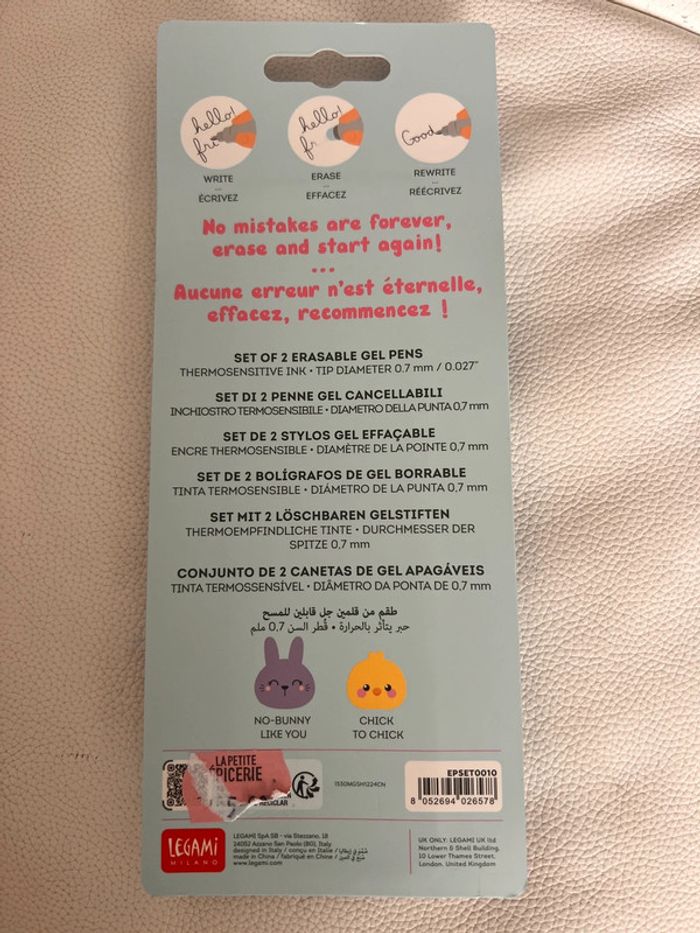 hello!
fri
hello!
fr
Good
WRITE
...
ÉCRIVEZ
ERASE
...
EFFACEZ
REWRITE
...
RÉÉCRIVEZ
No mistakes are forever,
erase and start again!
...
Aucune erreur n'est éternelle,
effacez, recommencez !
SET OF 2 ERASABLE GEL PENS
THERMOSENSITIVE INK • TIP DIAMETER 0.7 mm / 0.027"
SET DI 2 PENNE GEL CANCELLABILI
INCHIOSTRO TERMOSENSIBILE • DIAMETRO DELLA PUNTA 0,7 mm
SET DE 2 STYLOS GEL EFFAÇABLE
ENCRE THERMOSENSIBLE • DIAMÈTRE DE LA POINTE 0,7 mm
SET DE 2 BOLÍGRAFOS DE GEL BORRABLE
TINTA TERMOSENSIBLE • DIÁMETRO DE LA PUNTA 0,7 mm
SET MIT 2 LÖSCHBAREN GELSTIFTEN
THERMOEMPFINDLICHE TINTE • DURCHMESSER DER
SPITZE 0,7 mm
CONJUNTO DE 2 CANETAS DE GEL APAGÁVEIS
TINTA TERMOSSENSÍVEL • DIÂMETRO DA PONTA DE 0,7 mm
طقم من قلمين جل قابلين للمسح
حبر يتأثر بالحرارة • قُطر السن 0,7 ملم
NO-BUNNY
LIKE YOU
CHICK
TO CHICK
LA PETITE
ÉPICERIE
RECICLAR
1330MGSH1224CN
EPSET0010
8 052694 026578
LEGAMI
MILANO
LEGAMI SpA SB - via Stezzano, 18
24052 Azzano San Paolo (BG), Italy
designed in Italy / conçu en Italie / صُمّم في إيطاليا
made in China / fabriqué en Chine / صُنع في الصين
www.legami.com
UK ONLY: LEGAMI UK ltd
Northern & Shell Building,
10 Lower Thames Street,
London, United Kingdom